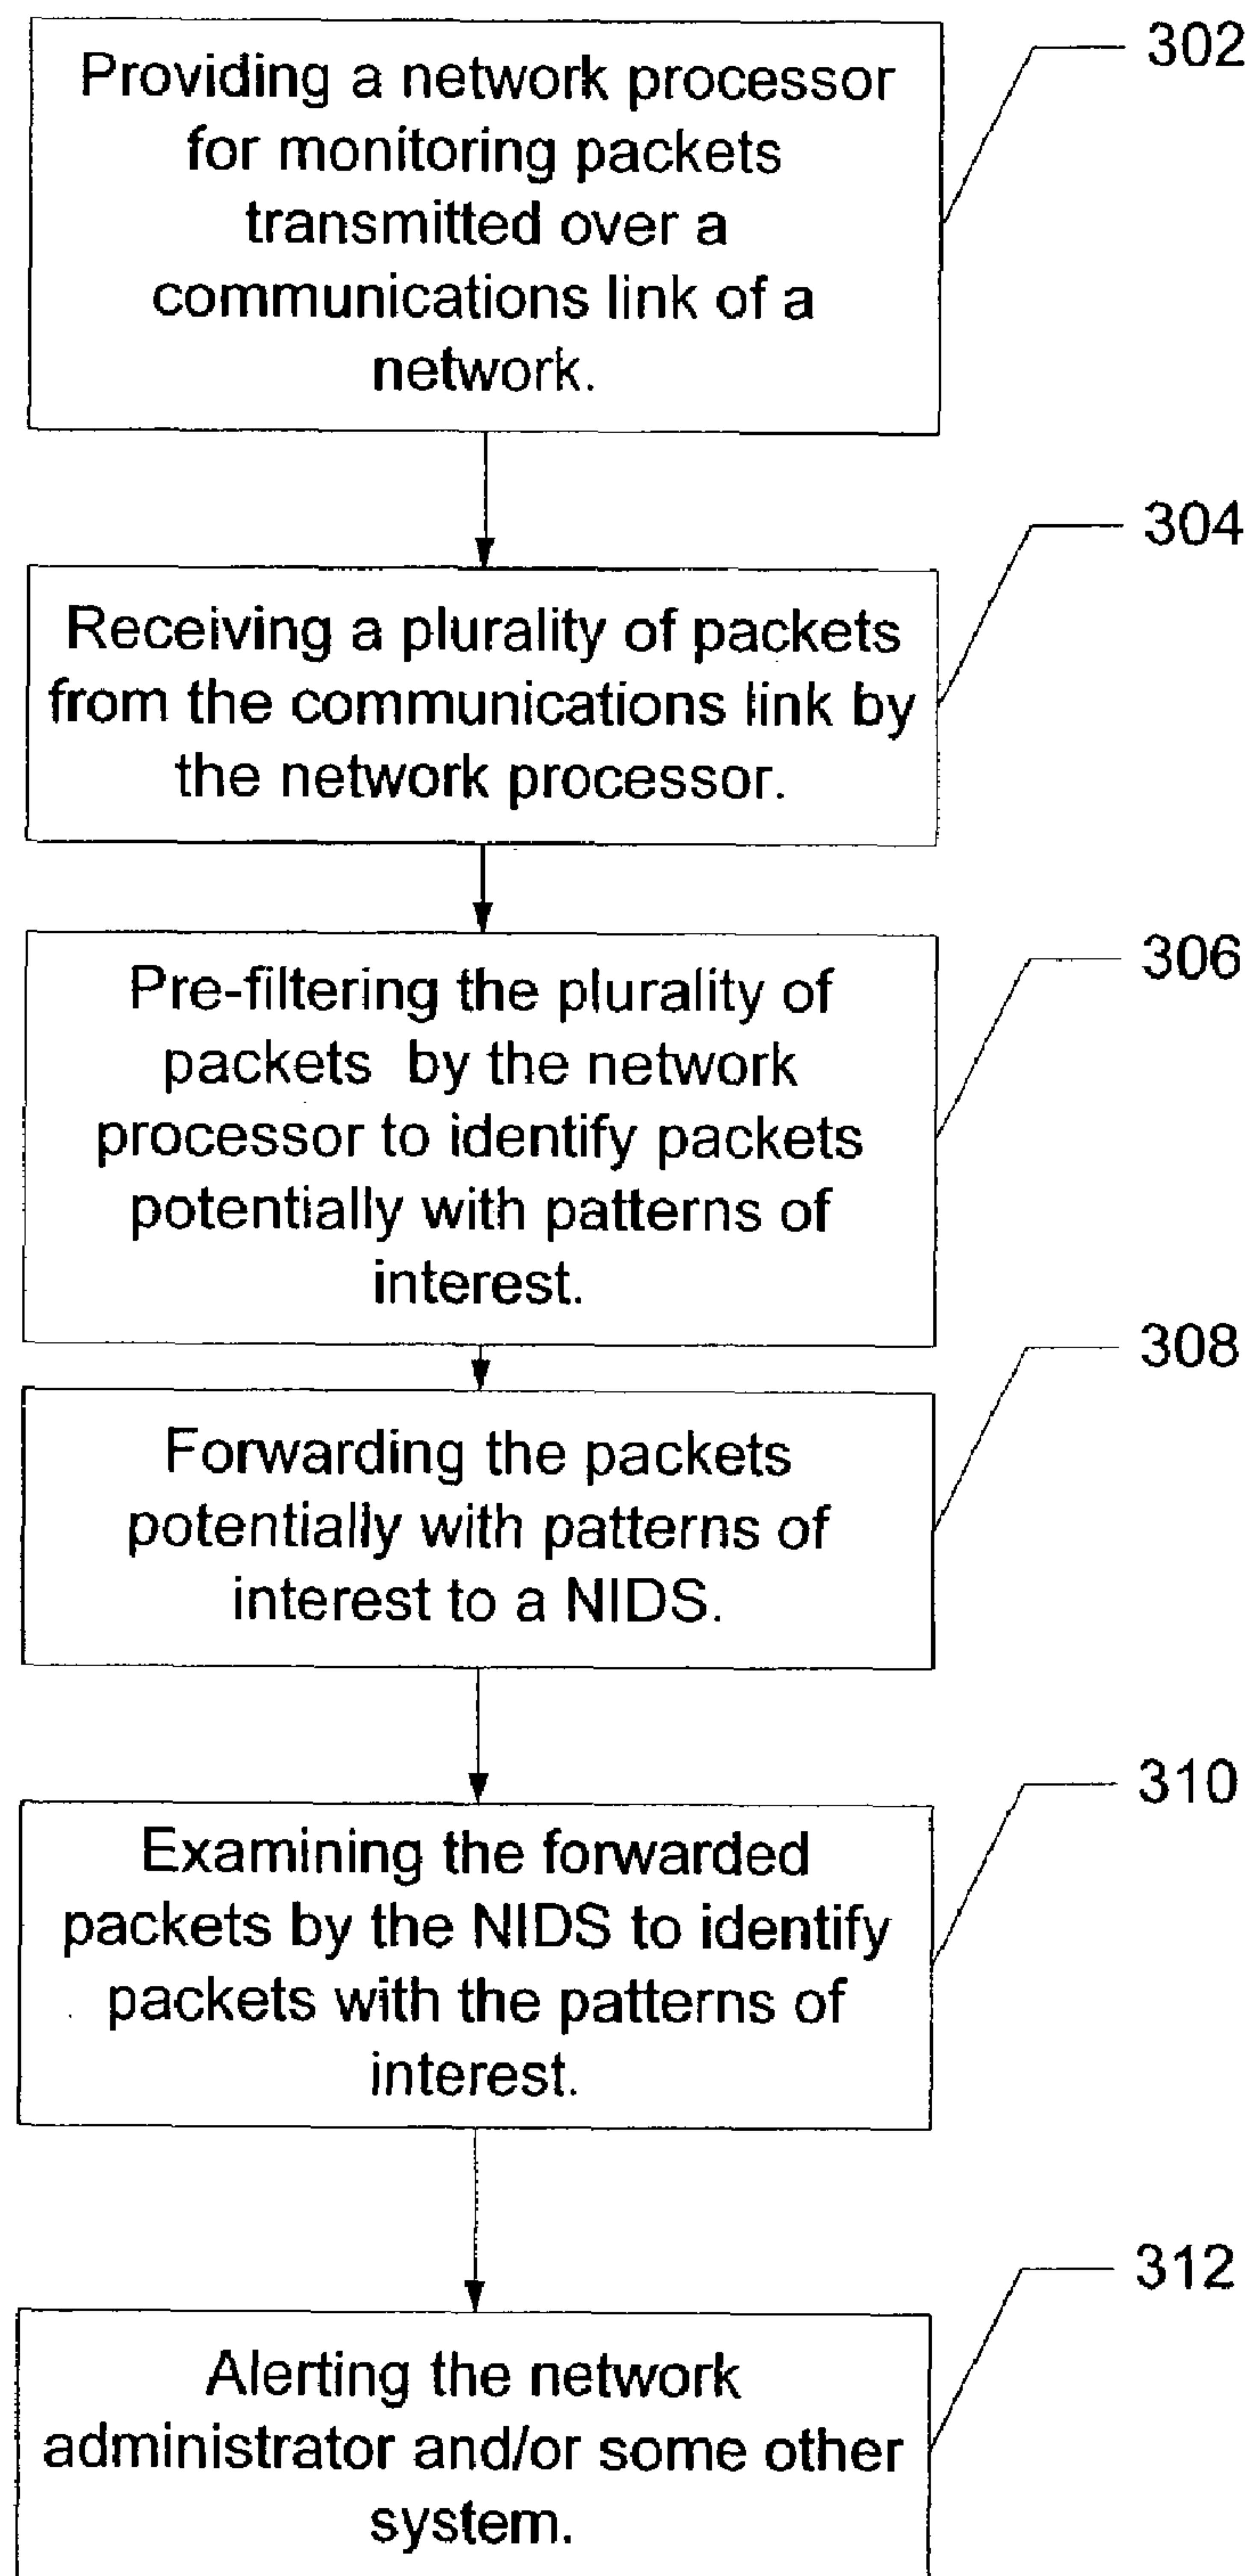 Providing a network processor
for monitoring packets
transmitted over a
communications link of a
network.
302
Receiving a plurality of packets
from the communications link by
the network processor.
304
Pre-filtering the plurality of
packets by the network
processor to identify packets
potentially with patterns of
interest.
306
Forwarding the packets
potentially with patterns of
interest to a NIDS.
308
Examining the forwarded
packets by the NIDS to identify
packets with the patterns of
interest.
310
Alerting the network
administrator and/or some other
system.
312